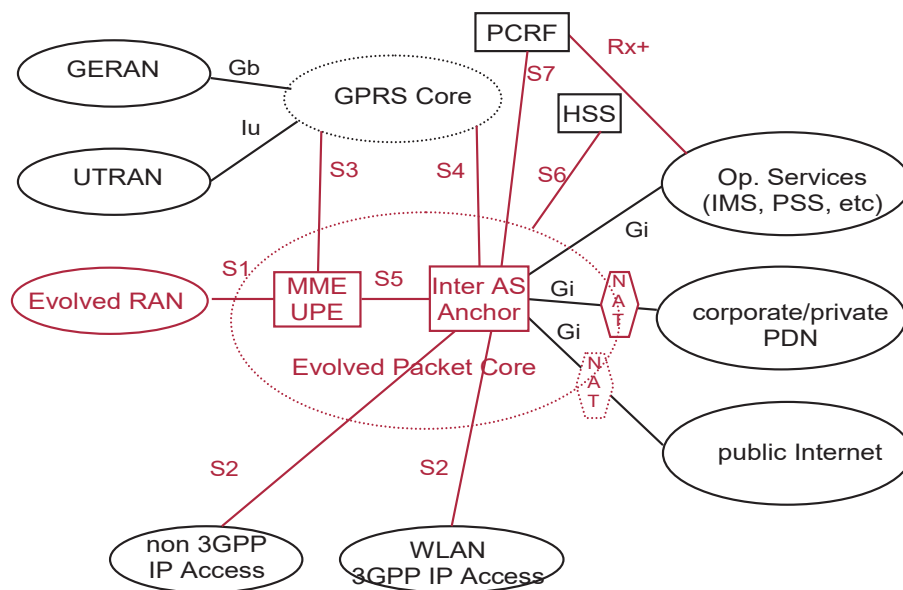 PCRF
Rx+
GERAN
Gb
S7
GPRS Core
HSS
Iu
UTRAN
S3
S4
S6
Op. Services
(IMS, PSS, etc)
Gi
S1
MME
UPE
S5
Inter AS
Anchor
Evolved RAN
Gi
NAT
corporate/private
PDN
Gi
Evolved Packet Core
NAT
public Internet
S2
S2
non 3GPP
IP Access
WLAN
3GPP IP Access